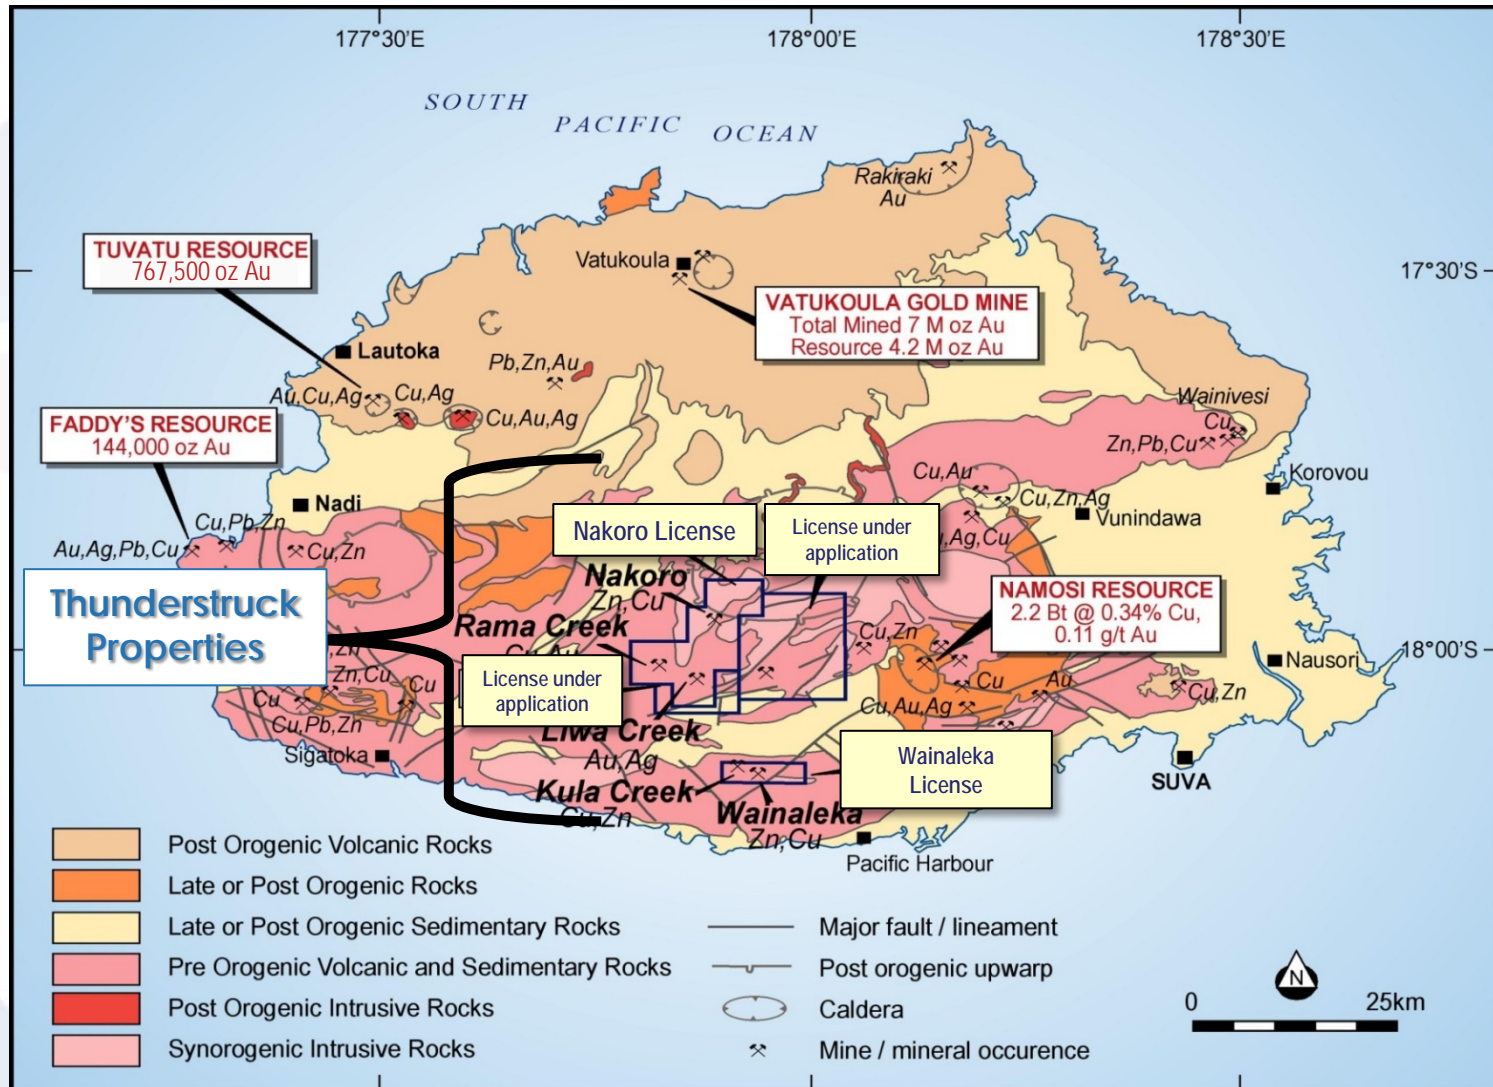 177°30'E
178°00'E
178°30'E
SOUTH
PACIFIC
OCEAN
Rakiraki
Au
TUVATU RESOURCE
767,500 oz Au
Vatukoula
17°30'S
VATUKOULA GOLD MINE
Total Mined 7 M oz Au
Resource 4.2 M oz Au
Lautoka
Pb,Zn,Au
Au,Cu,Ag
Cu,Ag
Cu,Au,Ag
Wainivesi
Cu
Zn,Pb,Cu
FADDY'S RESOURCE
144,000 oz Au
Korovou
Cu,Au
Cu,Zn,Ag
Vunindawa
Nadi
Cu,Pb,Zn
Au,Ag,Pb,Cu
Cu,Zn
Nakoro License
License under
application
Ag,Cu
Nakoro
Zn,Cu
NAMOSI RESOURCE
2.2 Bt @ 0.34% Cu,
0.11 g/t Au
Thunderstruck
Properties
Rama Creek
Cu,Au
Cu,Zn
18°00'S
Nausori
License under
application
Zn,Cu
Cu
Cu
Cu,Pb,Zn
Cu
Au
Cu,Zn
Cu,Au,Ag
Liwa Creek
Au,Ag
Sigatoka
Wainaleka
License
SUVA
Kula Creek
Cu,Zn
Wainaleka
Zn,Cu
Pacific Harbour
Post Orogenic Volcanic Rocks
Late or Post Orogenic Rocks
Late or Post Orogenic Sedimentary Rocks
Pre Orogenic Volcanic and Sedimentary Rocks
Post Orogenic Intrusive Rocks
Synorogenic Intrusive Rocks
Major fault / lineament
Post orogenic upwarp
Caldera
Mine / mineral occurence
N
0
25km